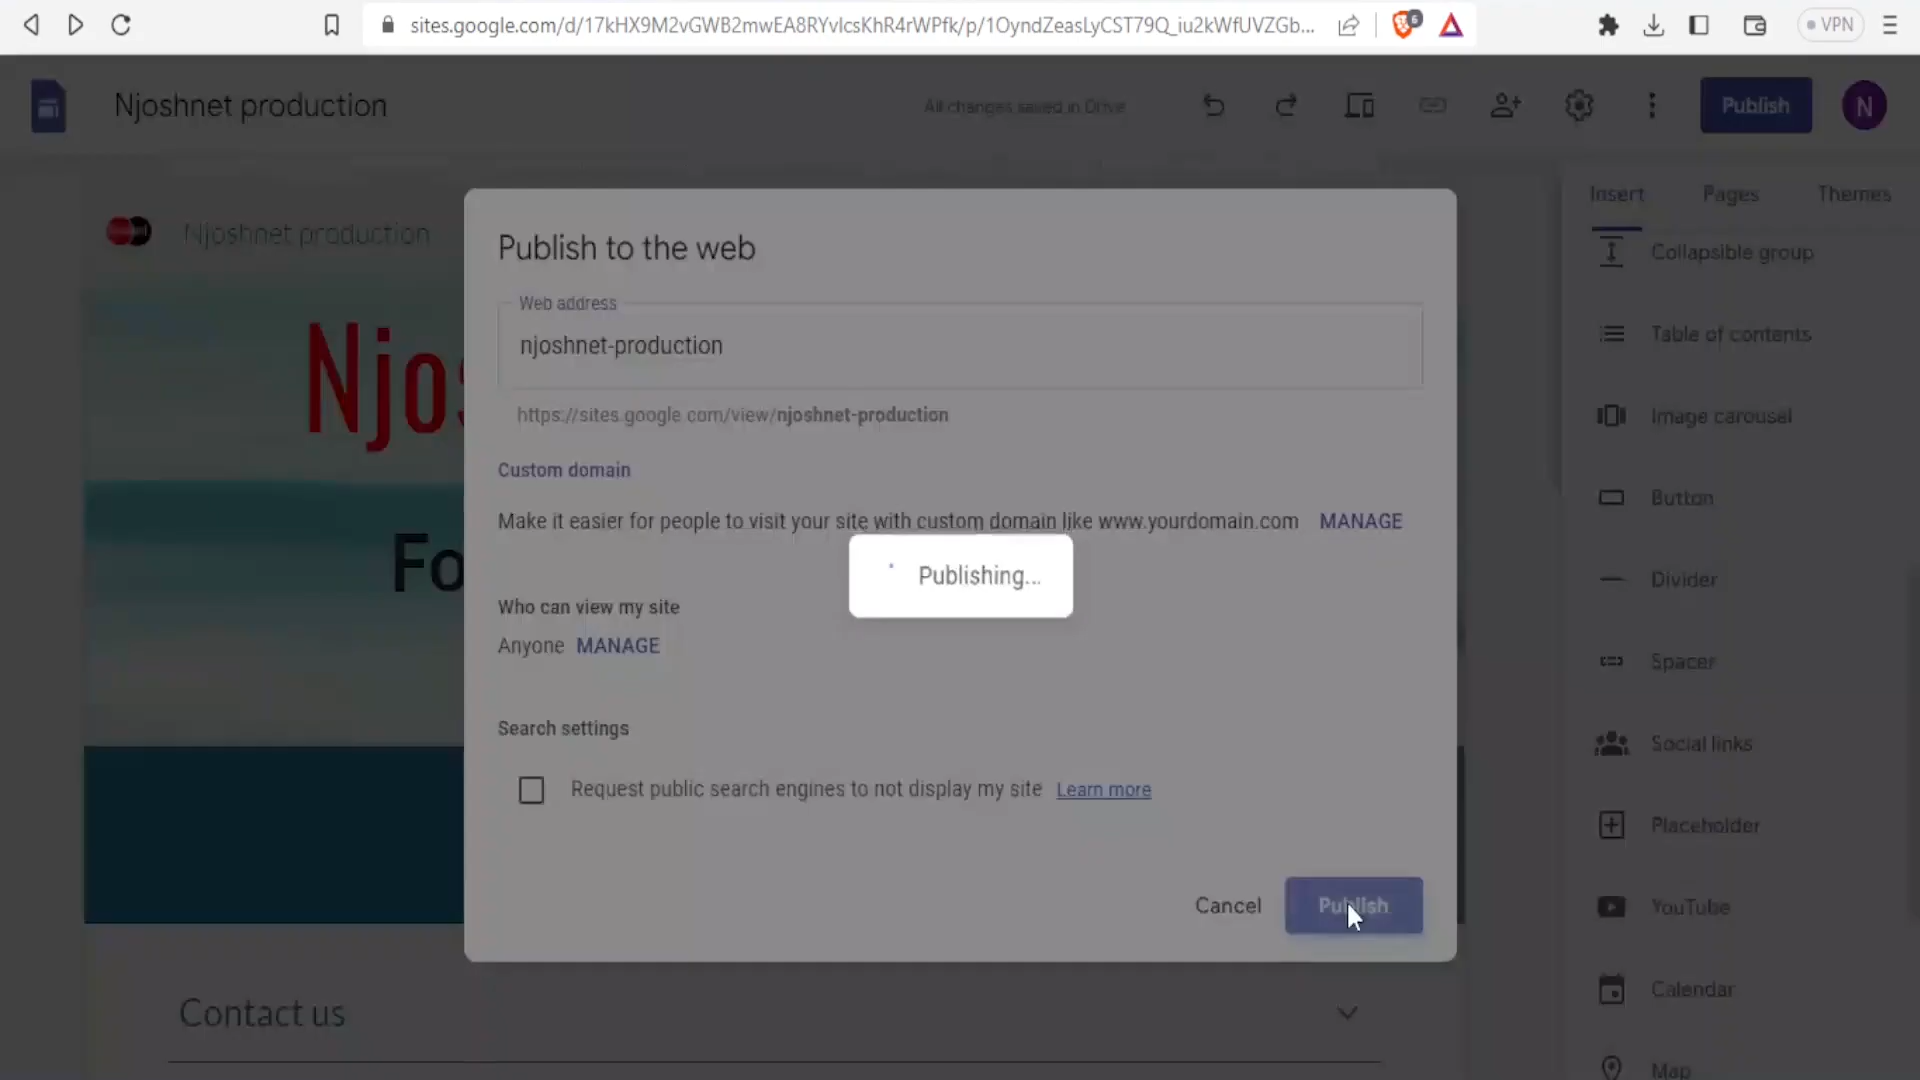 sites.google.com/d/17kHX9M2vGWB2mwEA8RYvIcsKhR4rWPfk/p/1OyndZeasLyCST79Q_iu2kWfUVZGb...
6
VPN
Njoshnet production
All changes saved in Drive
Publish
N
Insert
Pages
Themes
Njoshnet production
Njos
Fo
Publish to the web
Web address
njoshnet-production
https://sites.google.com/view/njoshnet-production
Custom domain
Make it easier for people to visit your site with custom domain like www.yourdomain.com MANAGE
Publishing...
Who can view my site
Anyone MANAGE
Search settings
Request public search engines to not display my site Learn more
Cancel
Publish
Contact us
Collapsible group
Table of contents
Image carousel
Button
Divider
Spacer
Social links
Placeholder
YouTube
Calendar
Map